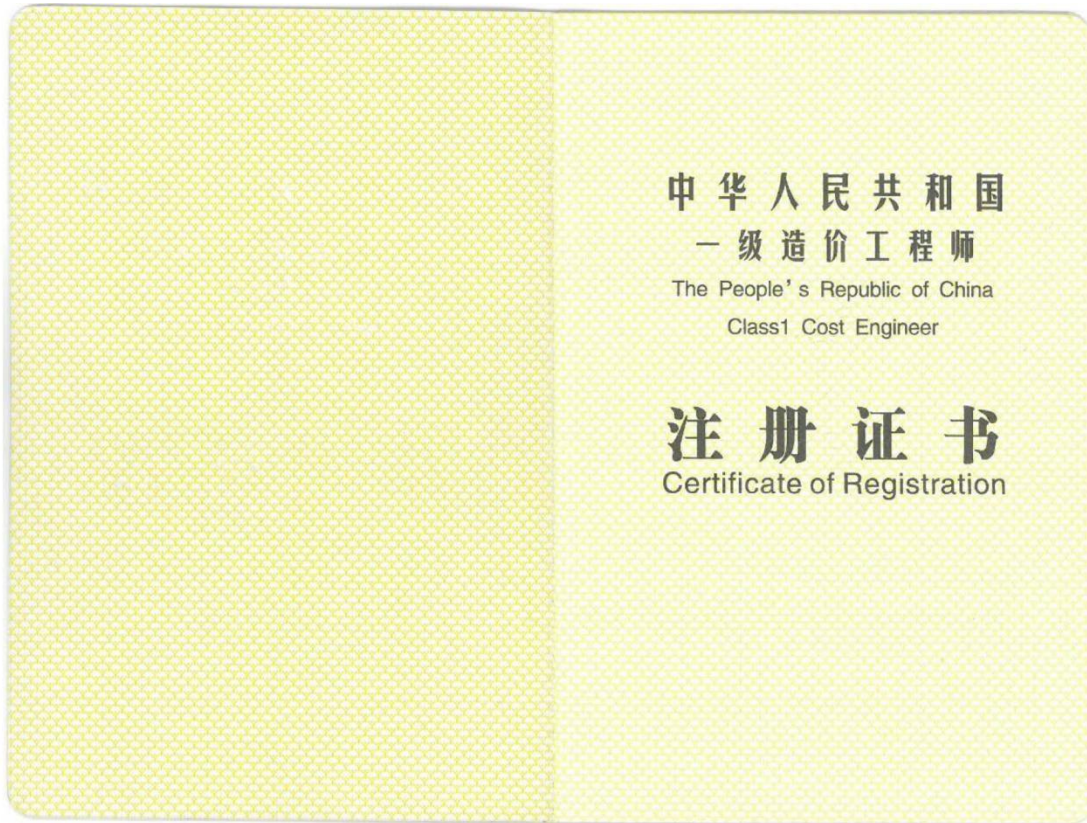 中华人民共和国
一级造价工程师
The People's Republic of China
Class1 Cost Engineer
注册证书
Certificate of Registration